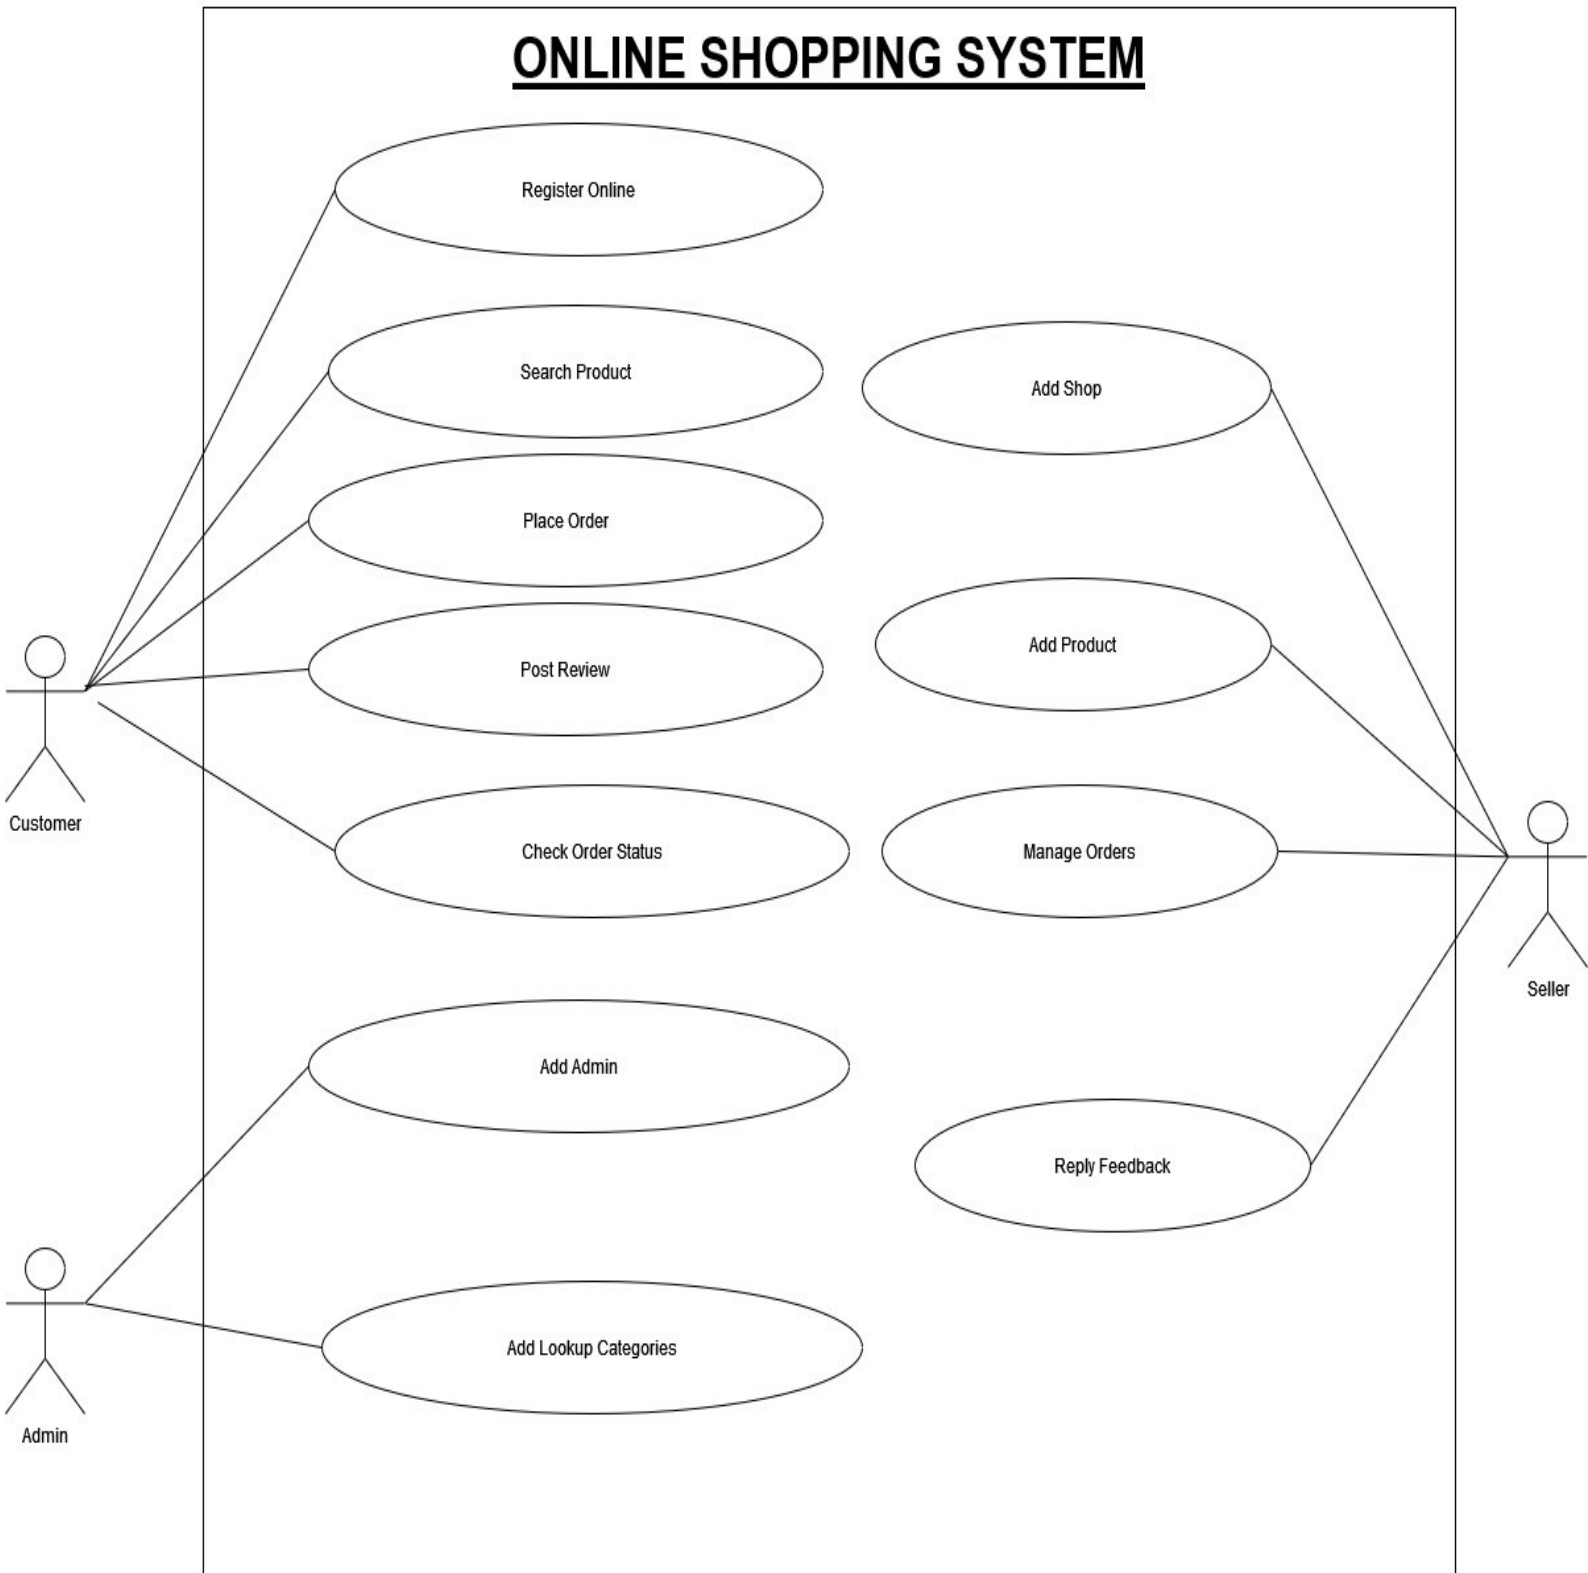 ONLINE SHOPPING SYSTEM
Register Online
Search Product
Add Shop
Place Order
Add Product
Post Review
Customer
Check Order Status
Manage Orders
Seller
Add Admin
Reply Feedback
Add Lookup Categories
Admin